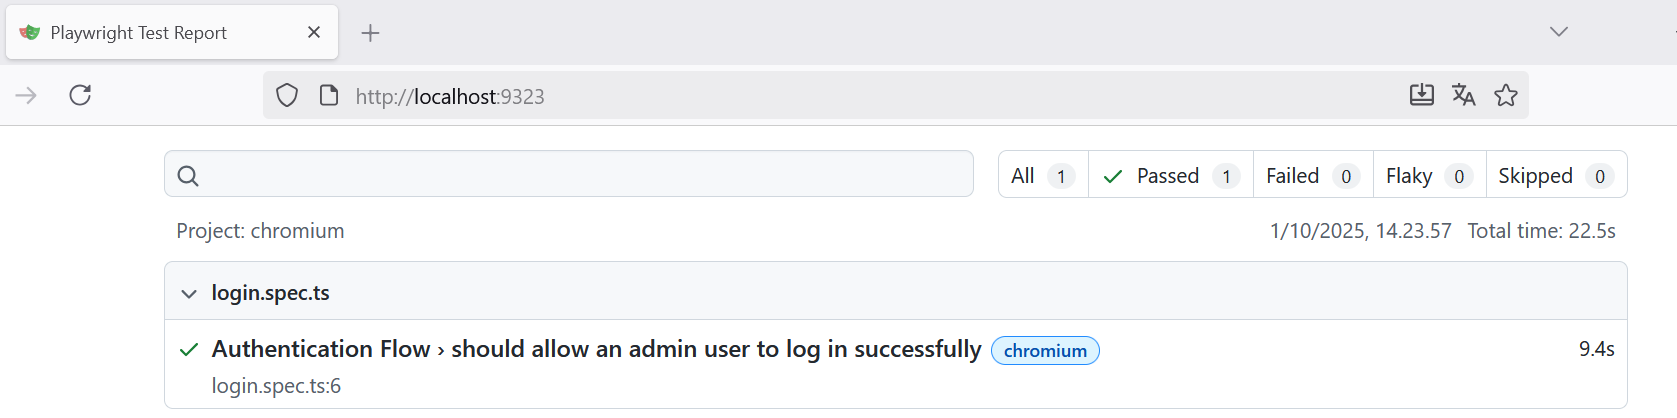 Playwright Test Report
http://localhost:9323
All 1 Passed 1 Failed 0 Flaky 0 Skipped 0
Project: chromium 1/10/2025, 14.23.57 Total time: 22.5s
login.spec.ts
Authentication Flow › should allow an admin user to log in successfully chromium 9.4s
login.spec.ts:6